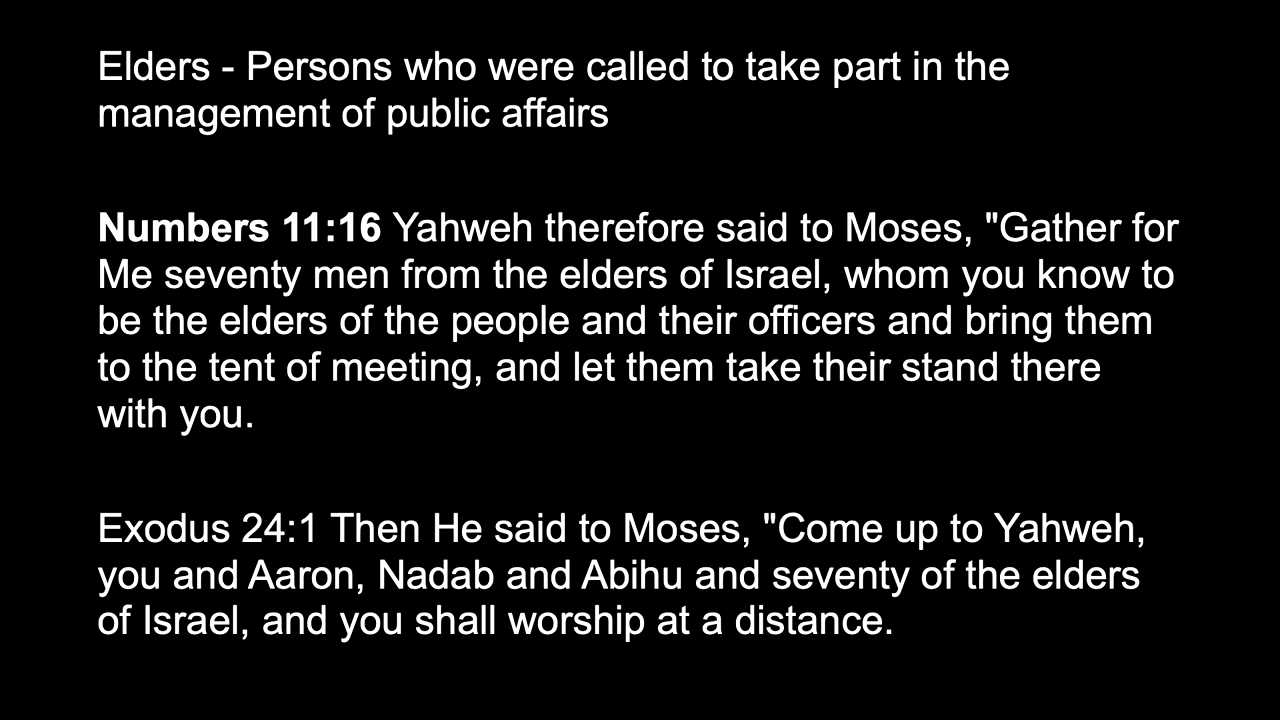 Elders - Persons who were called to take part in the
management of public affairs
Numbers 11:16 Yahweh therefore said to Moses, "Gather for
Me seventy men from the elders of Israel, whom you know to
be the elders of the people and their officers and bring them
to the tent of meeting, and let them take their stand there
with you.
Exodus 24:1 Then He said to Moses, "Come up to Yahweh,
you and Aaron, Nadab and Abihu and seventy of the elders
of Israel, and you shall worship at a distance.